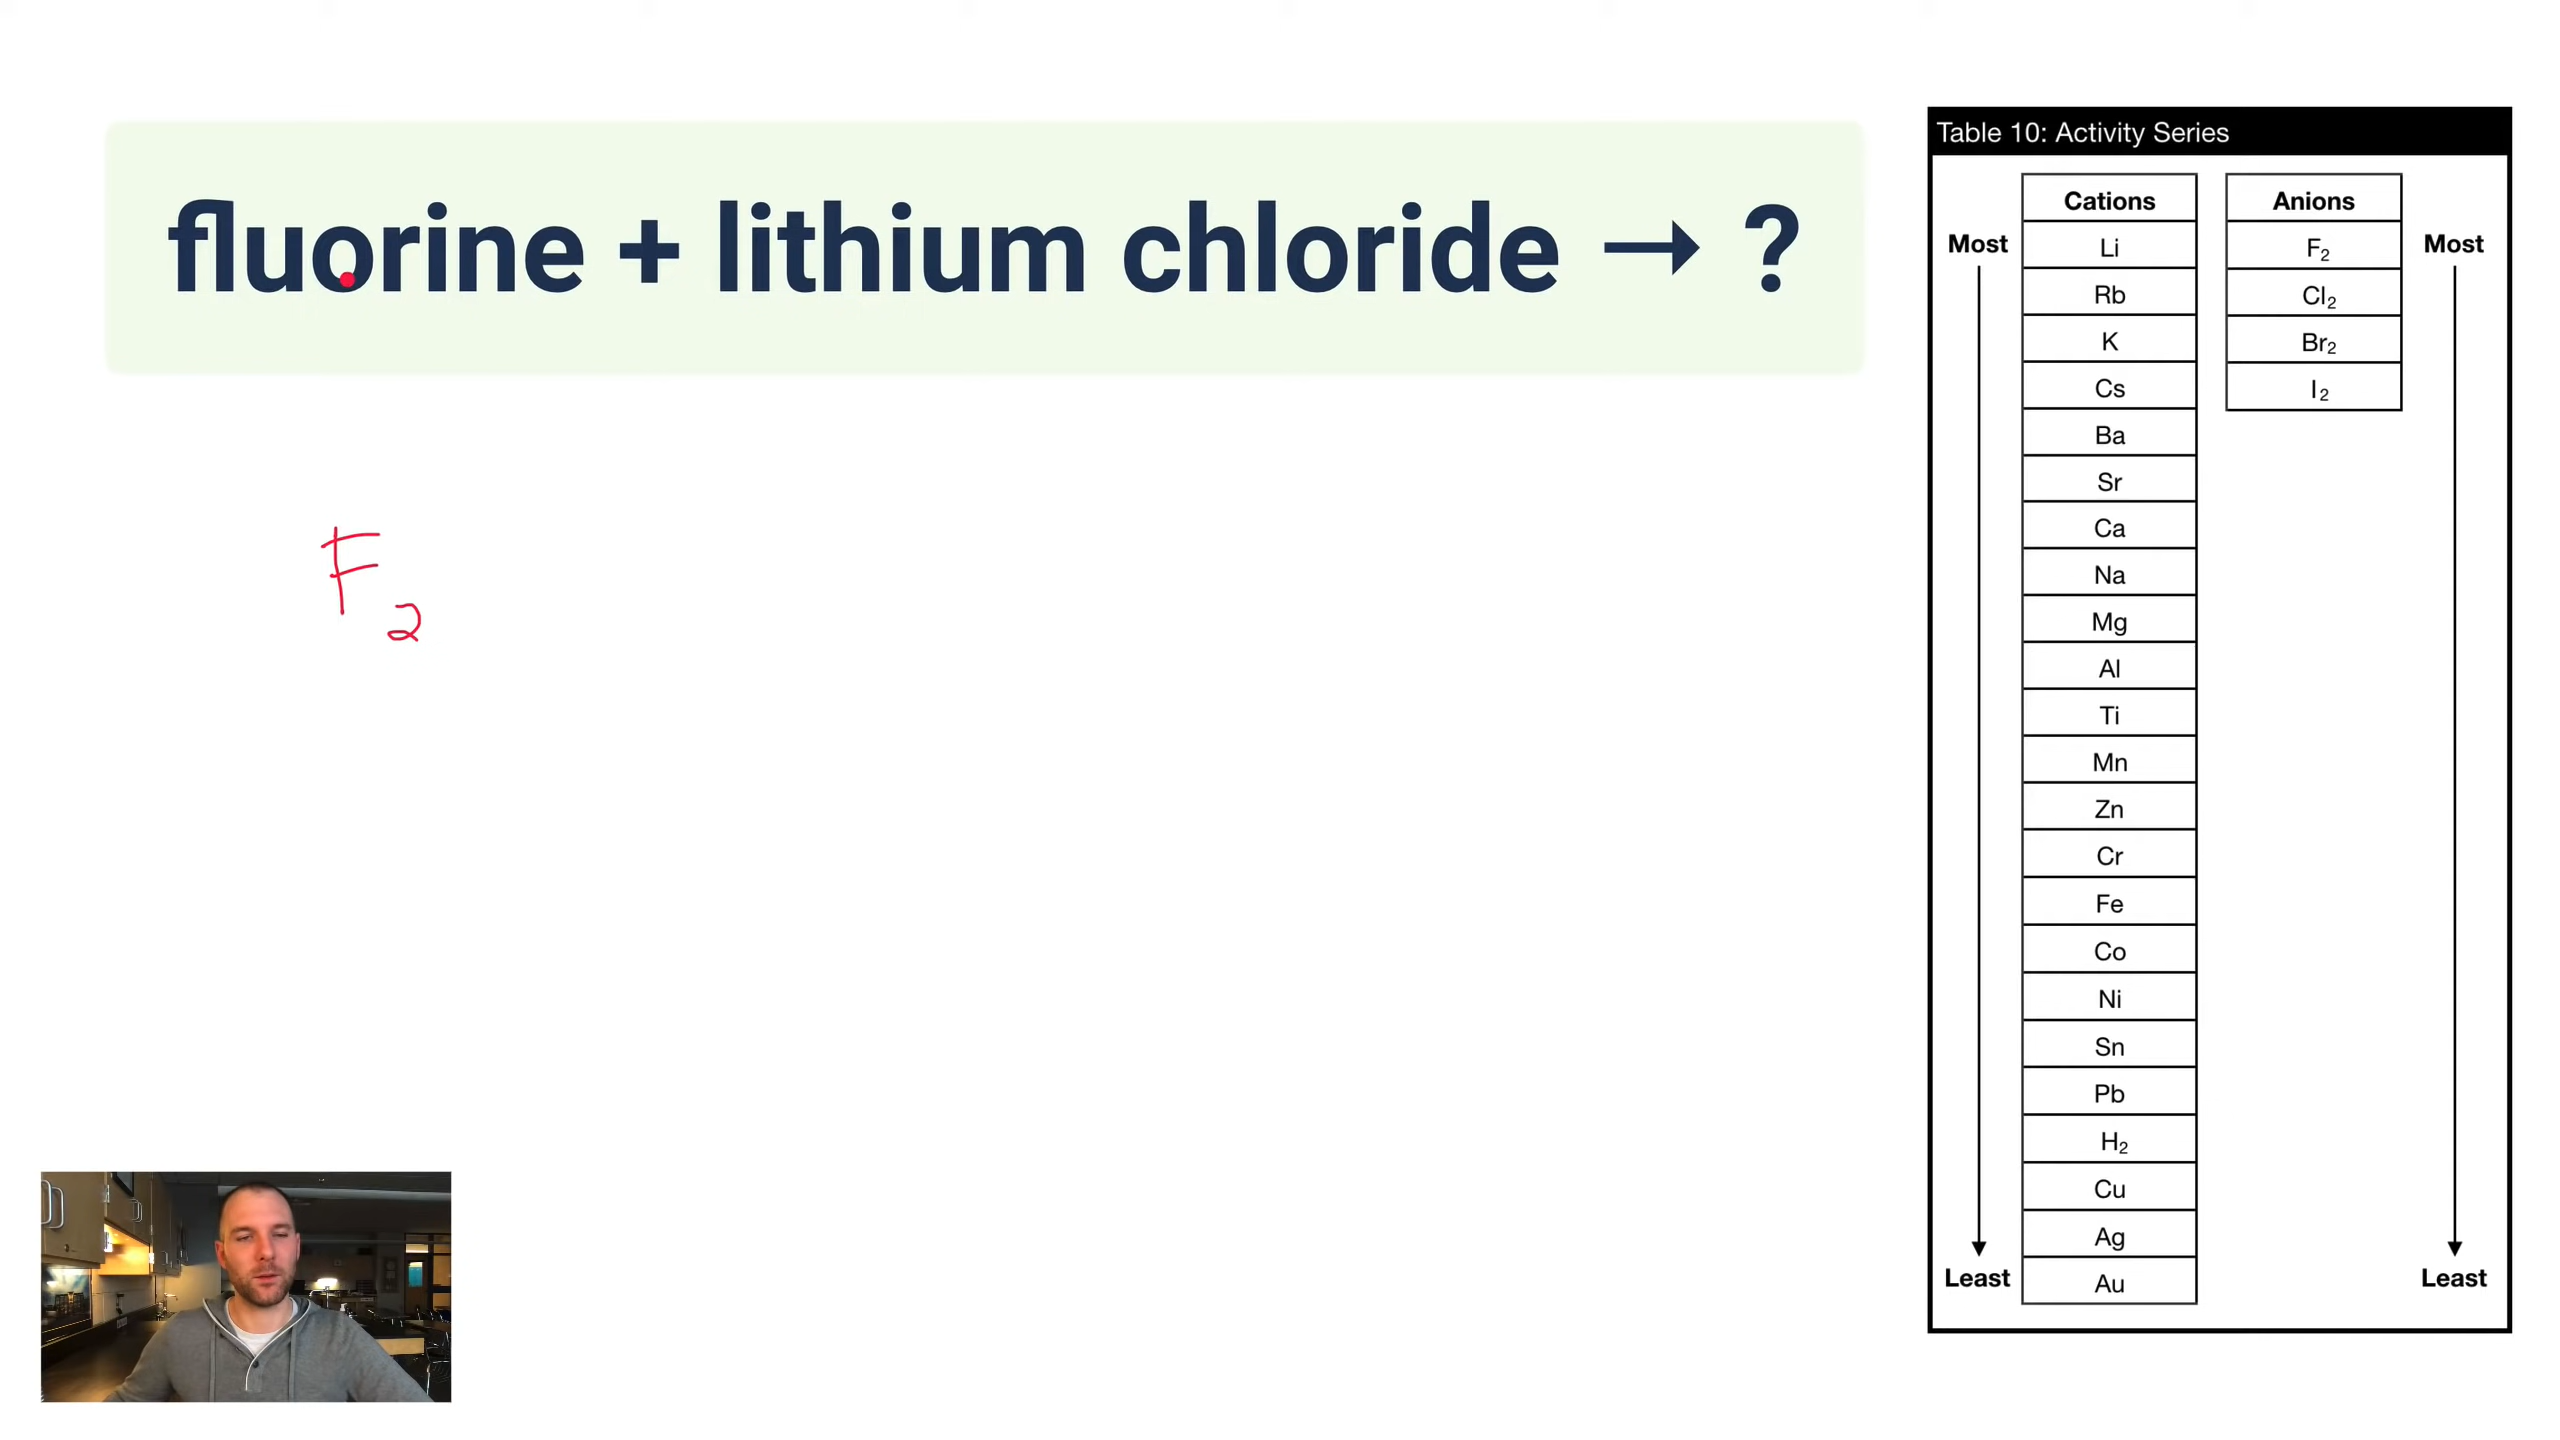 fluorine + lithium chloride → ?
F₂
Table 10: Activity Series
Cations
Anions
Most
Li
F₂
Most
Rb
Cl₂
K
Br₂
Cs
I₂
Ba
Sr
Ca
Na
Mg
Al
Ti
Mn
Zn
Cr
Fe
Co
Ni
Sn
Pb
H₂
Cu
Ag
Least
Au
Least